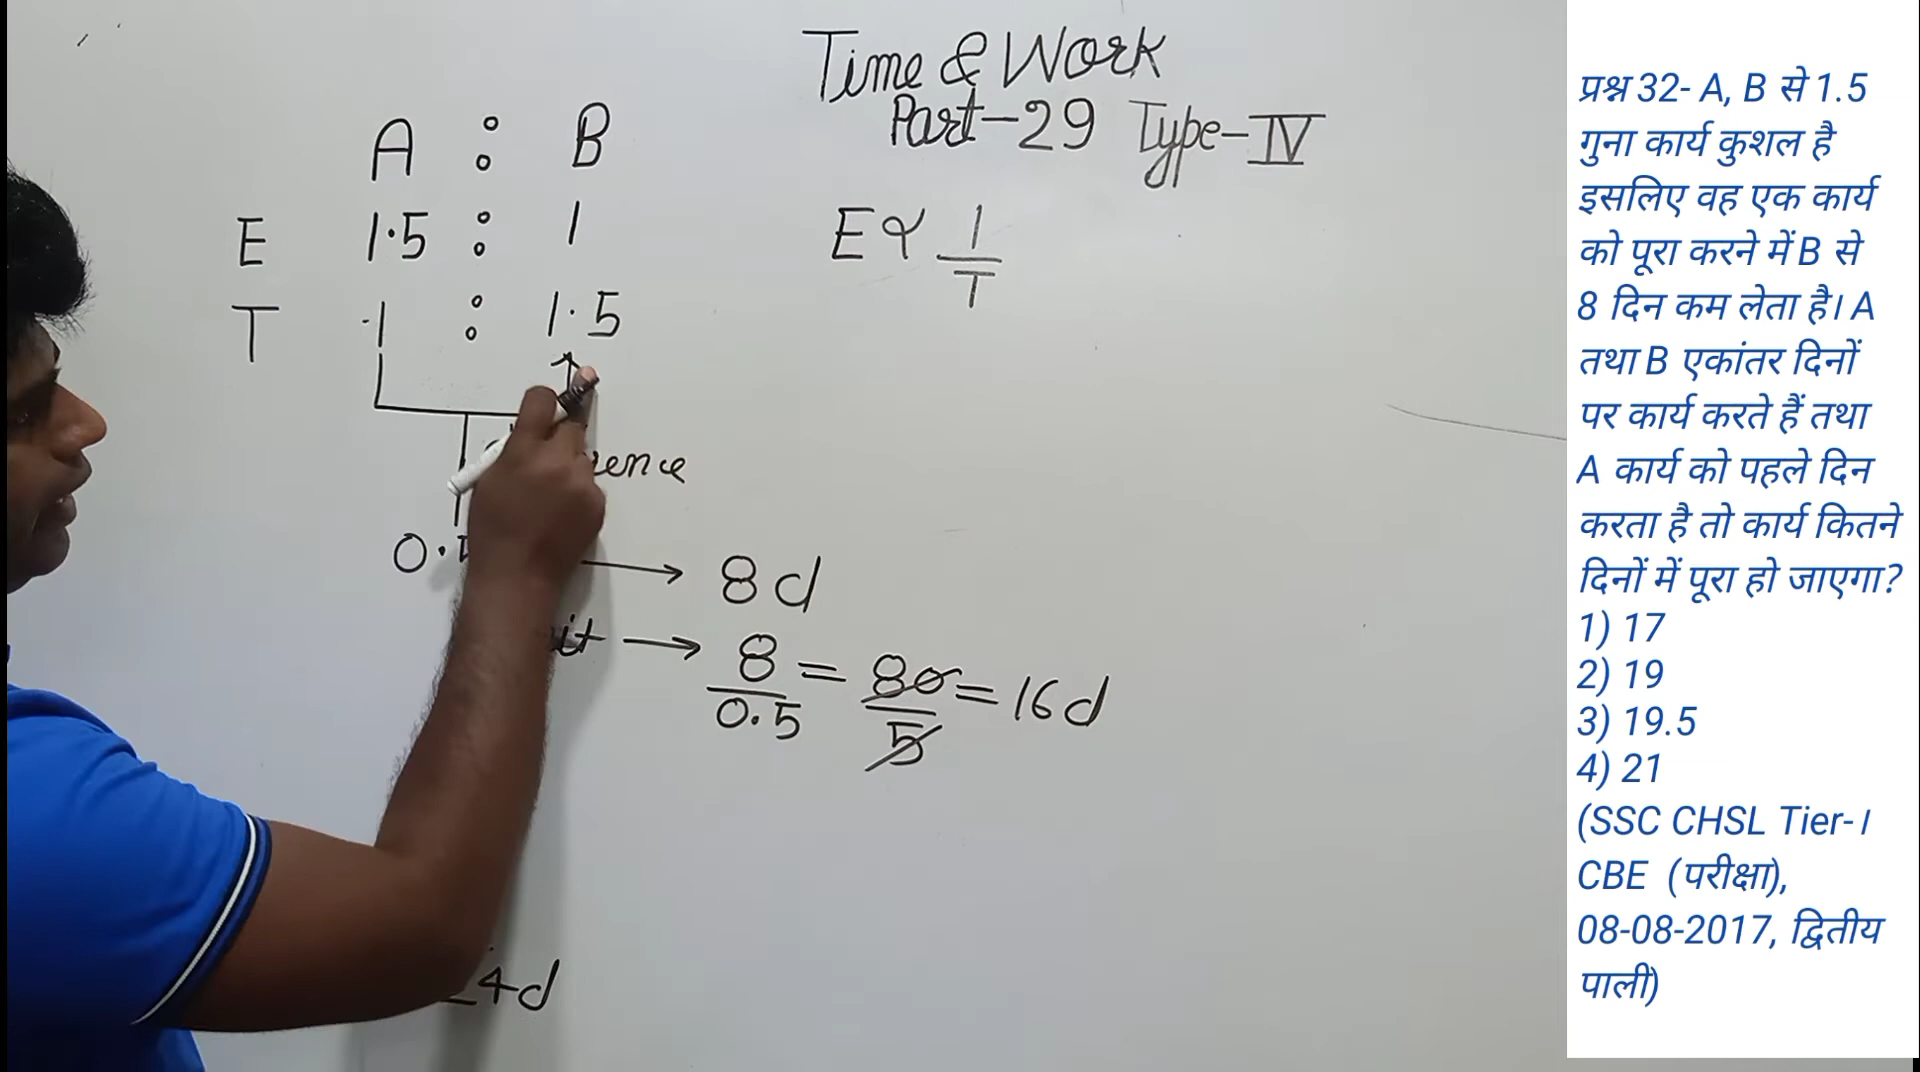 Time & Work
Part-29 Type-IV
A : B
E 1.5 : 1
T 1 : 1.5
E ∝ 1/T
→ 8d
→ 8/0.5 = 80/5 = 16d
4d
प्रश्न 32- A, B से 1.5
गुना कार्य कुशल है
इसलिए वह एक कार्य
को पूरा करने में B से
8 दिन कम लेता है। A
तथा B एकांतर दिनों
पर कार्य करते हैं तथा
A कार्य को पहले दिन
करता है तो कार्य कितने
दिनों में पूरा हो जाएगा?
1) 17
2) 19
3) 19.5
4) 21
(SSC CHSL Tier-I
CBE (परीक्षा),
08-08-2017, द्वितीय
पाली)